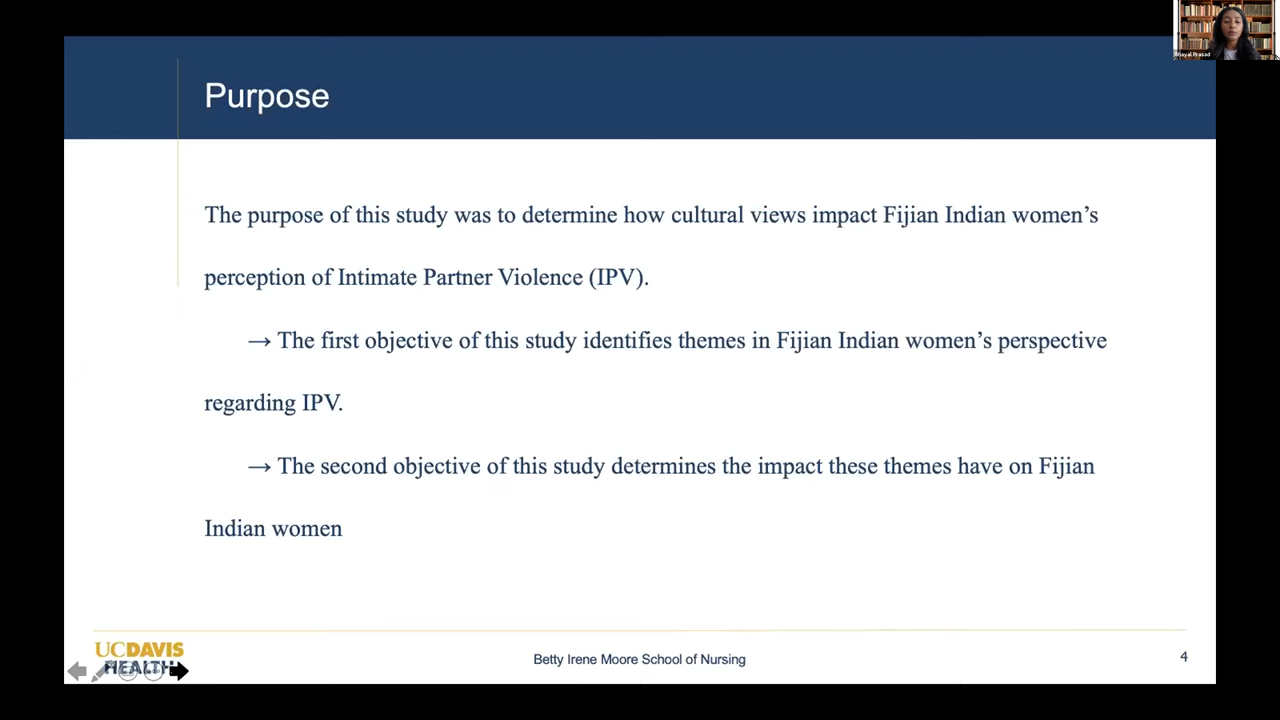 Purpose
The purpose of this study was to determine how cultural views impact Fijian Indian women’s
perception of Intimate Partner Violence (IPV).
→ The first objective of this study identifies themes in Fijian Indian women’s perspective
regarding IPV.
→ The second objective of this study determines the impact these themes have on Fijian
Indian women
UCDAVIS
HEALTH
Betty Irene Moore School of Nursing
4
Prasad